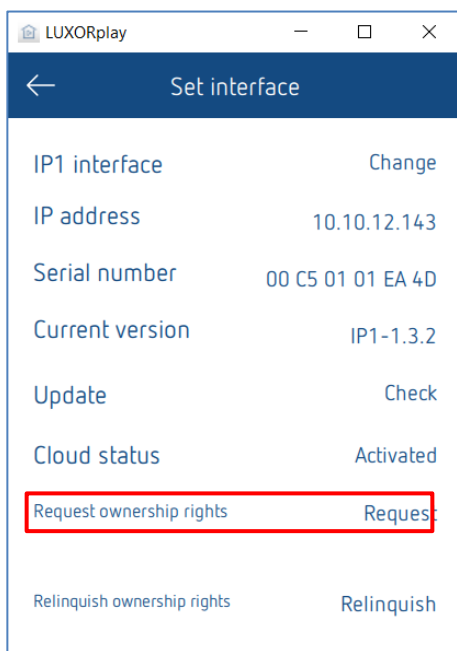 LUXORplay
Set interface
IP1 interface Change
IP address 10.10.12.143
Serial number 00 C5 01 01 EA 4D
Current version IP1-1.3.2
Update Check
Cloud status Activated
Request ownership rights Request
Relinquish ownership rights Relinquish